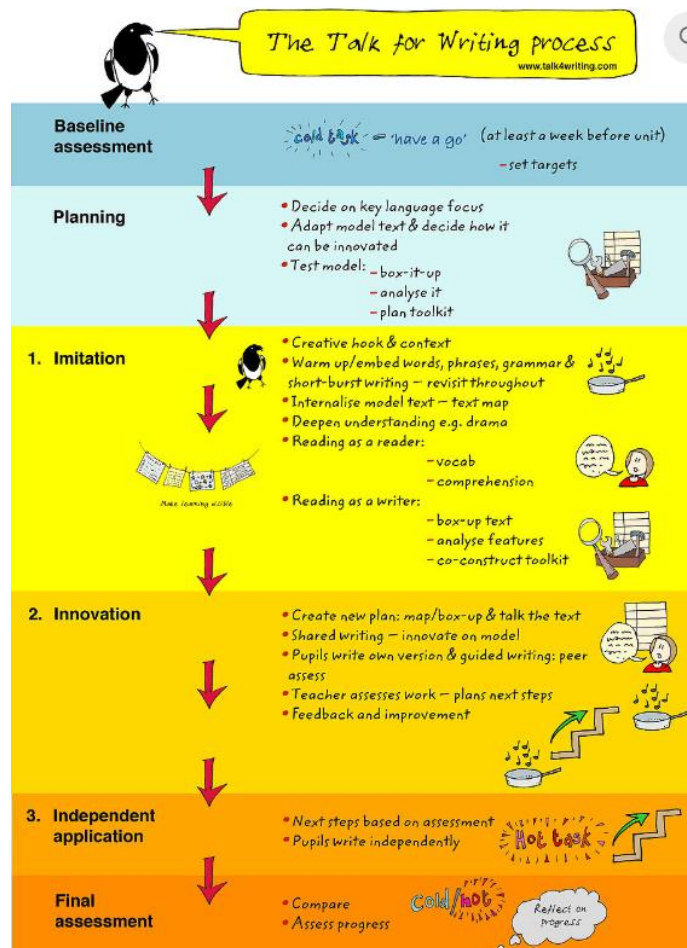 The Talk for Writing process
www.talk4writing.com
Baseline
assessment
cold task = 'have a go' (at least a week before unit)
– set targets
Planning
• Decide on key language focus
• Adapt model text & decide how it
can be innovated
• Test model:
– box-it-up
– analyse it
– plan toolkit
1. Imitation
• Creative hook & context
• Warm up/embed words, phrases, grammar &
short-burst writing – revisit throughout
• Internalise model text – text map
• Deepen understanding e.g. drama
• Reading as a reader:
– vocab
– comprehension
Make learning visible
• Reading as a writer:
– box-up text
– analyse features
– co-construct toolkit
2. Innovation
• Create new plan: map/box-up & talk the text
• Shared writing – innovate on model
• Pupils write own version & guided writing: peer
assess
• Teacher assesses work – plans next steps
• Feedback and improvement
3. Independent
application
• Next steps based on assessment
• Pupils write independently
Hot task
Final
assessment
• Compare
• Assess progress
Cold/hot
Reflect on
progress